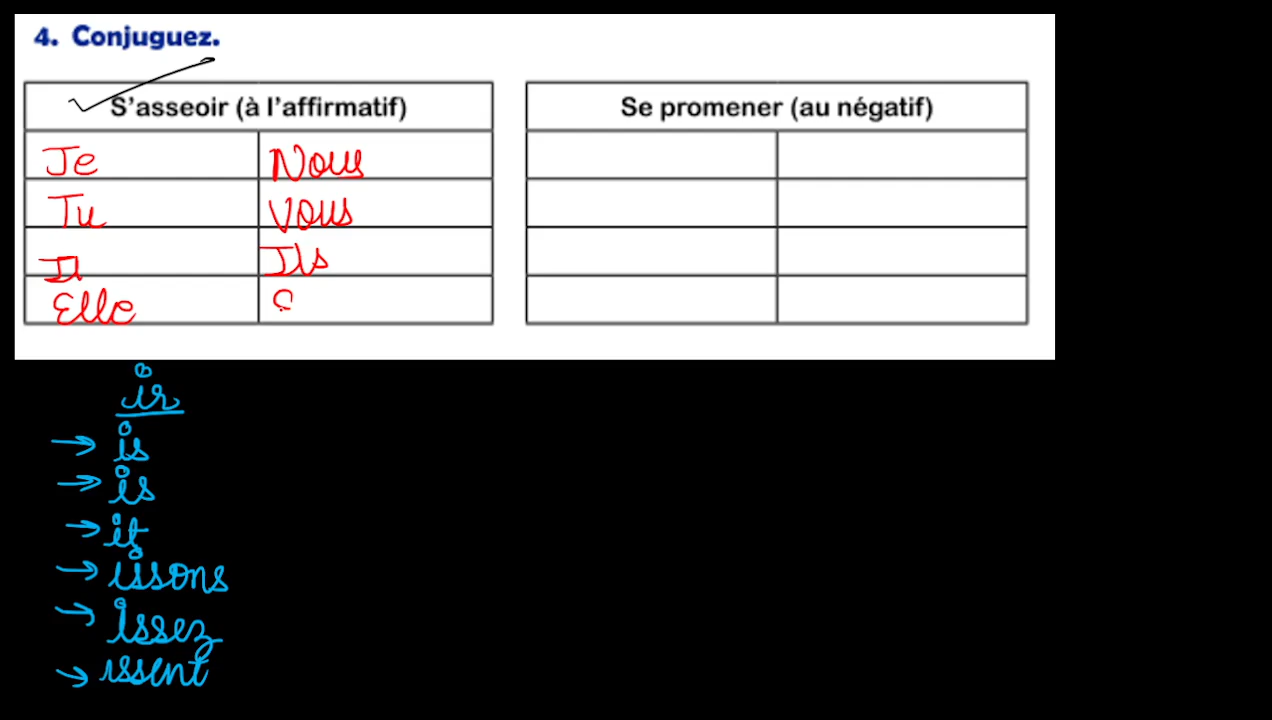 4. Conjuguez.
S'asseoir (à l'affirmatif) Se promener (au négatif)
Je Nous
Tu Vous
Il Ils
Elle
ir
is
is
it
issons
issez
issent